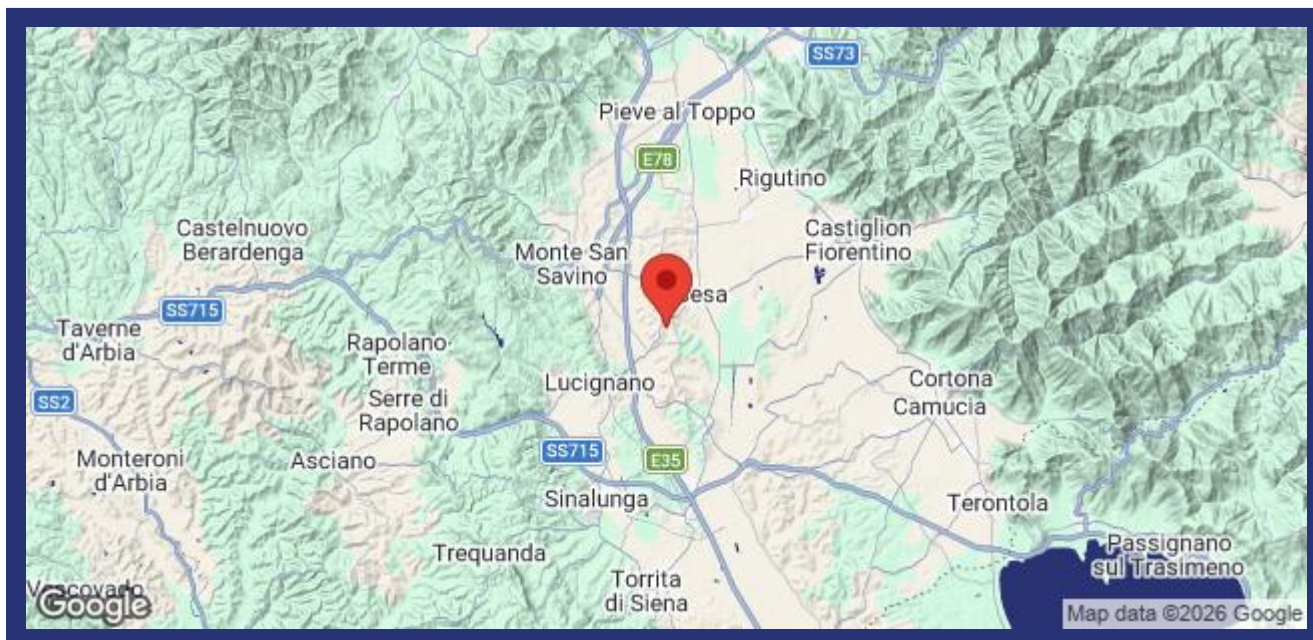 SS73
Pieve al Toppo
E78
Rigutino
Castelnuovo
Berardenga
Castiglion
Fiorentino
Monte San
Savino
SS715
Taverne
d'Arbia
Rapolano
Terme
Lucignano
Cortona
Camucia
SS2
Serre di
Rapolano
Monteroni
d'Arbia
Asciano
SS715
E35
Sinalunga
Terontola
Trequanda
Passignano
sul Trasimeno
Torrita
di Siena
Google
Map data ©2026 Google